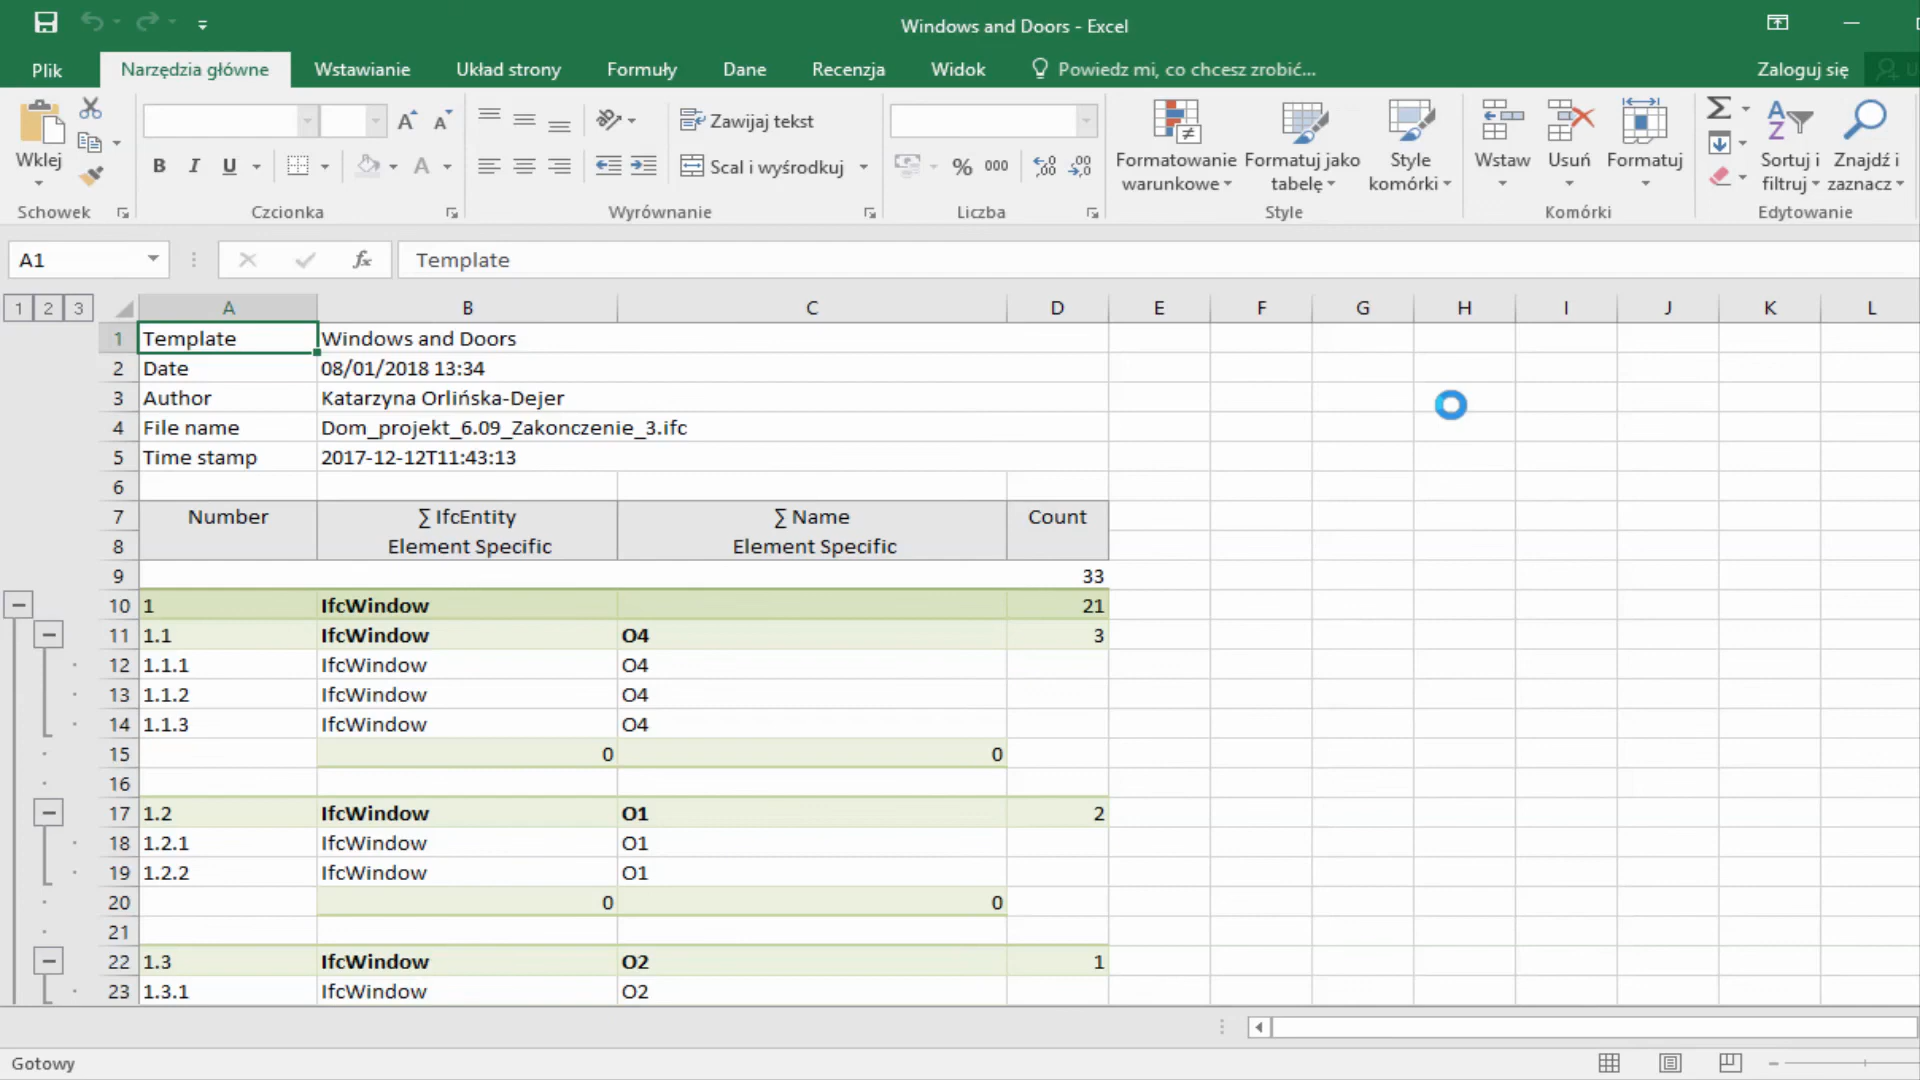 Windows and Doors - Excel
Plik Narzędzia główne Wstawianie Układ strony Formuły Dane Recenzja Widok Powiedz mi, co chcesz zrobić... Zaloguj się
Wklej
Schowek
B I U A
Czcionka
Zawijaj tekst
Scal i wyśrodkuj
Wyrównanie
% 000
Liczba
Formatowanie warunkowe
Formatuj jako tabelę
Style komórki
Style
Wstaw Usuń Formatuj
Komórki
Sortuj i filtruj
Znajdź i zaznacz
Edytowanie
A1 fx Template
1 2 3 A B C D E F G H I J K L
1 Template Windows and Doors
2 Date 08/01/2018 13:34
3 Author Katarzyna Orlińska-Dejer
4 File name Dom_projekt_6.09_Zakonczenie_3.ifc
5 Time stamp 2017-12-12T11:43:13
6
7 Number ∑ IfcEntity ∑ Name Count
8 Element Specific Element Specific
9 33
10 1 IfcWindow 21
11 1.1 IfcWindow O4 3
12 1.1.1 IfcWindow O4
13 1.1.2 IfcWindow O4
14 1.1.3 IfcWindow O4
15 0 0
16
17 1.2 IfcWindow O1 2
18 1.2.1 IfcWindow O1
19 1.2.2 IfcWindow O1
20 0 0
21
22 1.3 IfcWindow O2 1
23 1.3.1 IfcWindow O2
Gotowy